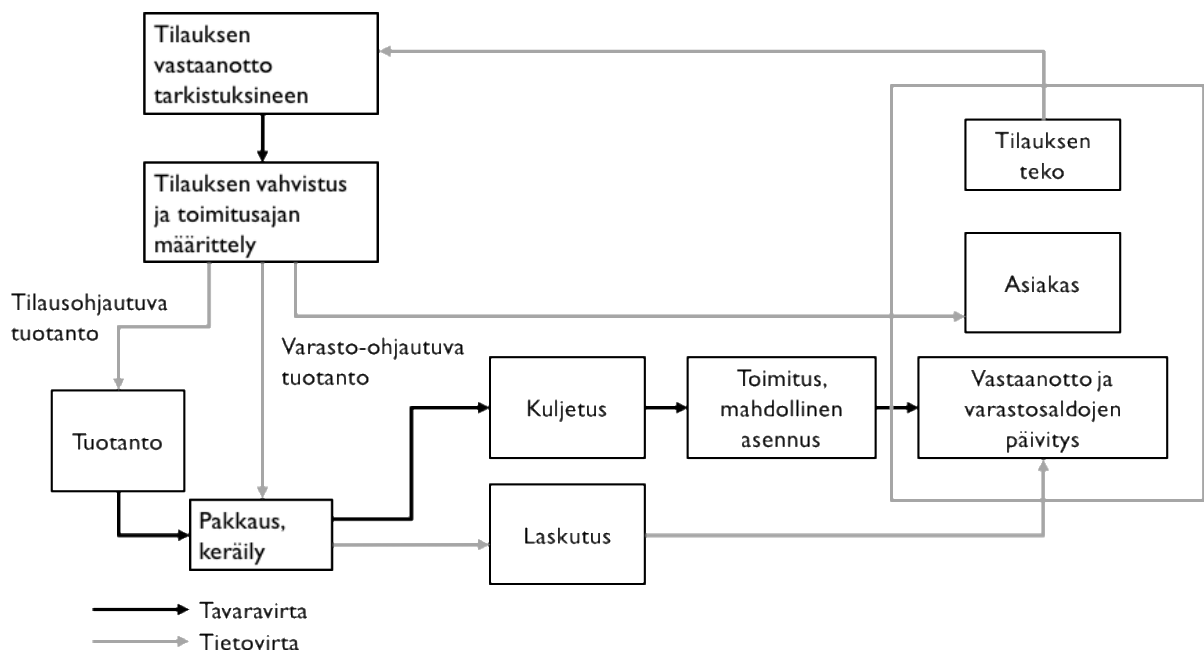 Tilauksen
vastaanotto
tarkistuksineen
Tilauksen
teko
Tilauksen vahvistus
ja toimitusajan
määrittely
Asiakas
Tilausohjautuva
tuotanto
Varasto-ohjautuva
tuotanto
Tuotanto
Kuljetus
Toimitus,
mahdollinen
asennus
Vastaanotto ja
varastosaldojen
päivitys
Pakkaus,
keräily
Laskutus
Tavaravirta
Tietovirta